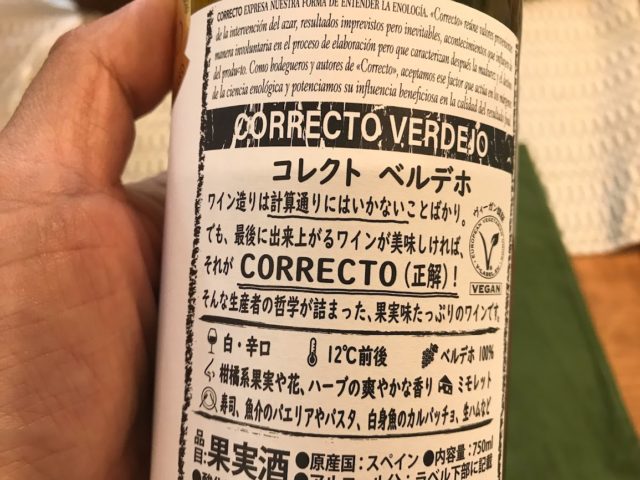 CORRECTO EXPRESA NUESTRA FORMA DE ENTENDER LA ENOLOGÍA. «Correcto» reúne valores
de la intervención del azar, resultados imprevistos pero inevitables, acontecimientos que
manera involuntaria en el proceso de elaboración pero que caracterizan después la madurez, y el
del producto. Como bodegueros y autores de «Correcto», aceptamos ese factor que actúa en los
de la ciencia enológica y potenciamos su influencia beneficiosa en la calidad del resultado
CORRECTO VERDEJO
コレクト ベルデホ
ワイン造りは計算通りにはいかないことばかり。
でも、最後に出来上がるワインが美味しければ、
それが CORRECTO (正解)!
そんな生産者の哲学が詰まった、果実味たっぷりのワインです。
EUROPEAN VEGETARIAN
V-LABEL.EU
VEGAN
白・辛口
12℃前後
ベルデホ 100%
柑橘系果実や花、ハーブの爽やかな香り
ミモレット
寿司、魚介のパエリアやパスタ、白身魚のカルパッチョ、生ハムなど
品目
果実酒
●原産国:スペイン
●内容量:750ml
ラベル下部に記載